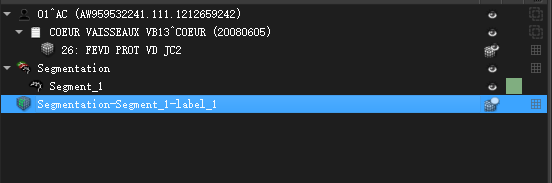 01^AC (AW959532241.111.1212659242)
COEUR VAISSEAUX VB13^COEUR (20080605)
26: FEVD PROT VD JC2
Segmentation
Segment_1
Segmentation-Segment_1-label_1